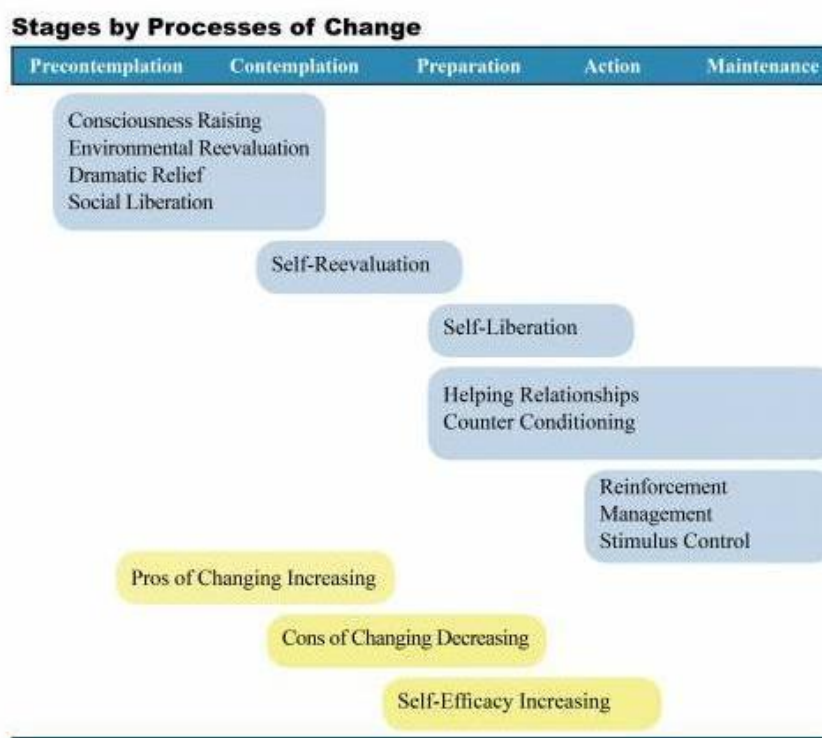 Stages by Processes of Change
Precontemplation Contemplation Preparation Action Maintenance
Consciousness Raising
Environmental Reevaluation
Dramatic Relief
Social Liberation
Self-Reevaluation
Self-Liberation
Helping Relationships
Counter Conditioning
Reinforcement
Management
Stimulus Control
Pros of Changing Increasing
Cons of Changing Decreasing
Self-Efficacy Increasing